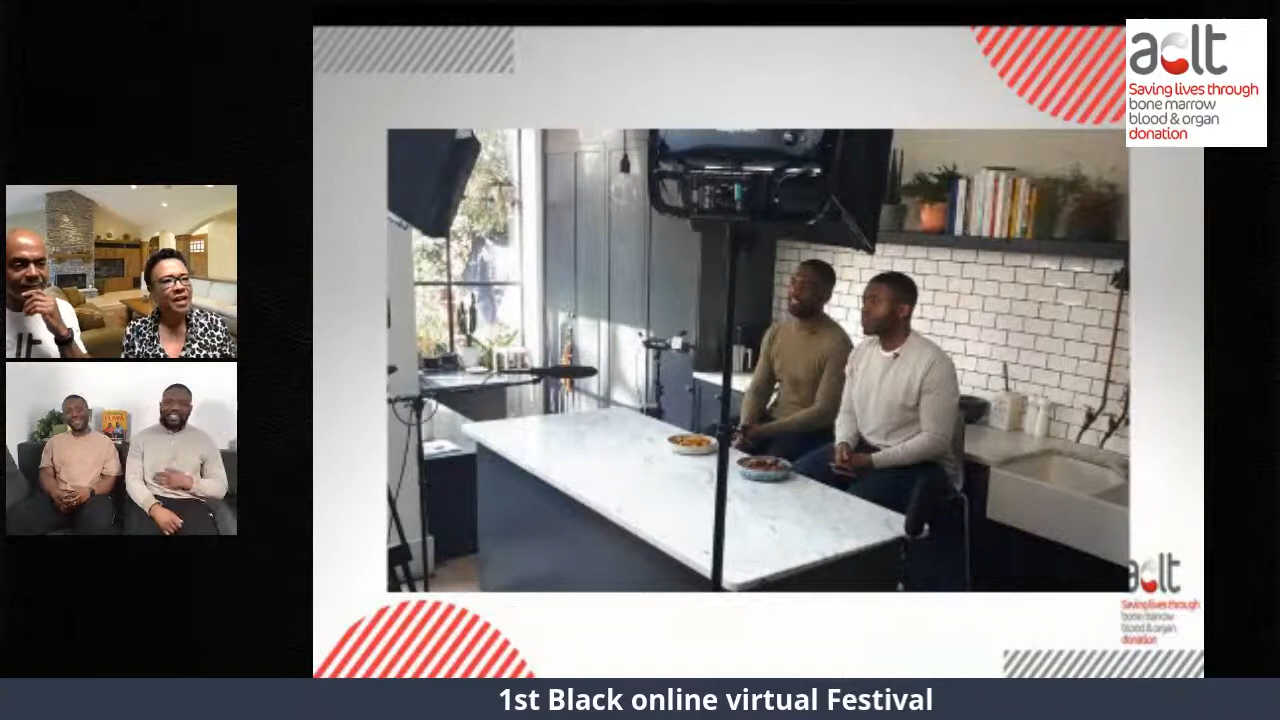 aclt
Saving lives through
bone marrow
blood & organ
donation
aclt
Saving lives through
bone marrow
blood & organ
donation
1st Black online virtual Festival